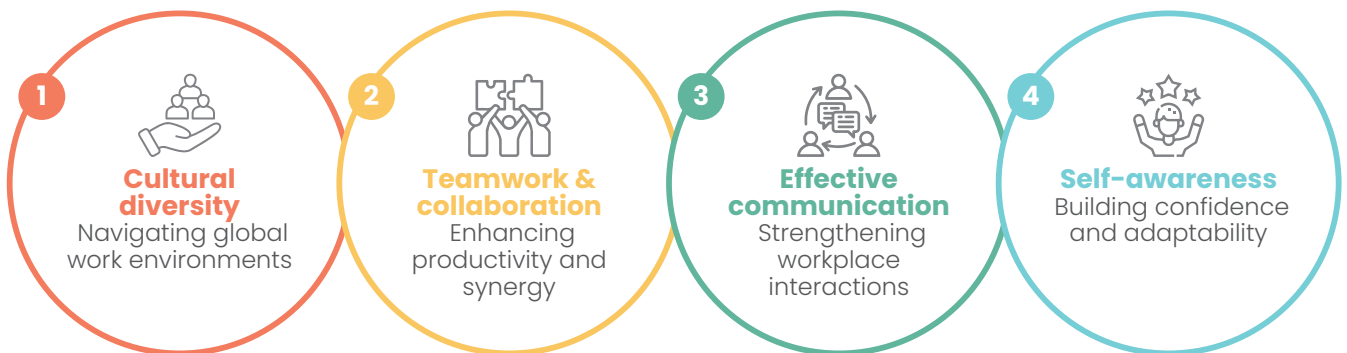 1
Cultural
diversity
Navigating global
work environments
2
Teamwork &
collaboration
Enhancing
productivity and
synergy
3
Effective
communication
Strengthening
workplace
interactions
4
Self-awareness
Building confidence
and adaptability